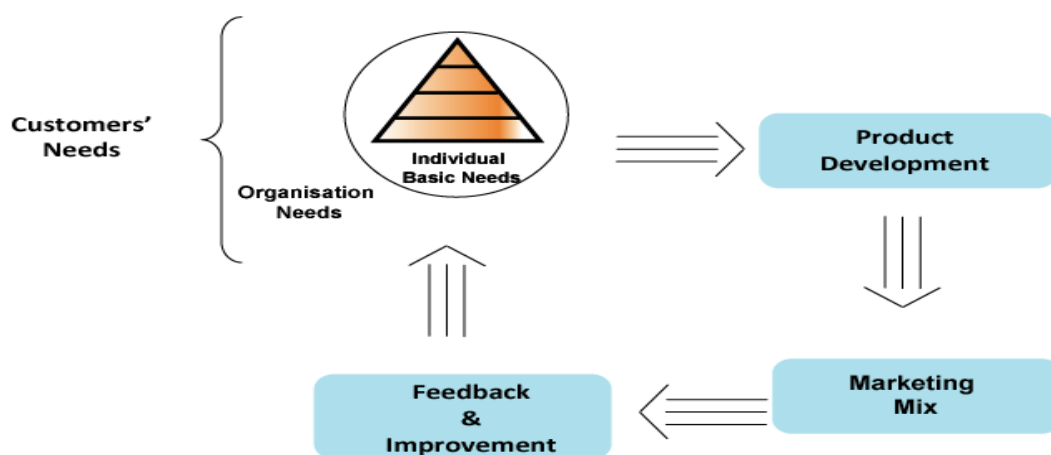 Customers’
Needs
Individual
Basic Needs
Organisation
Needs
Product
Development
Marketing
Mix
Feedback
&
Improvement